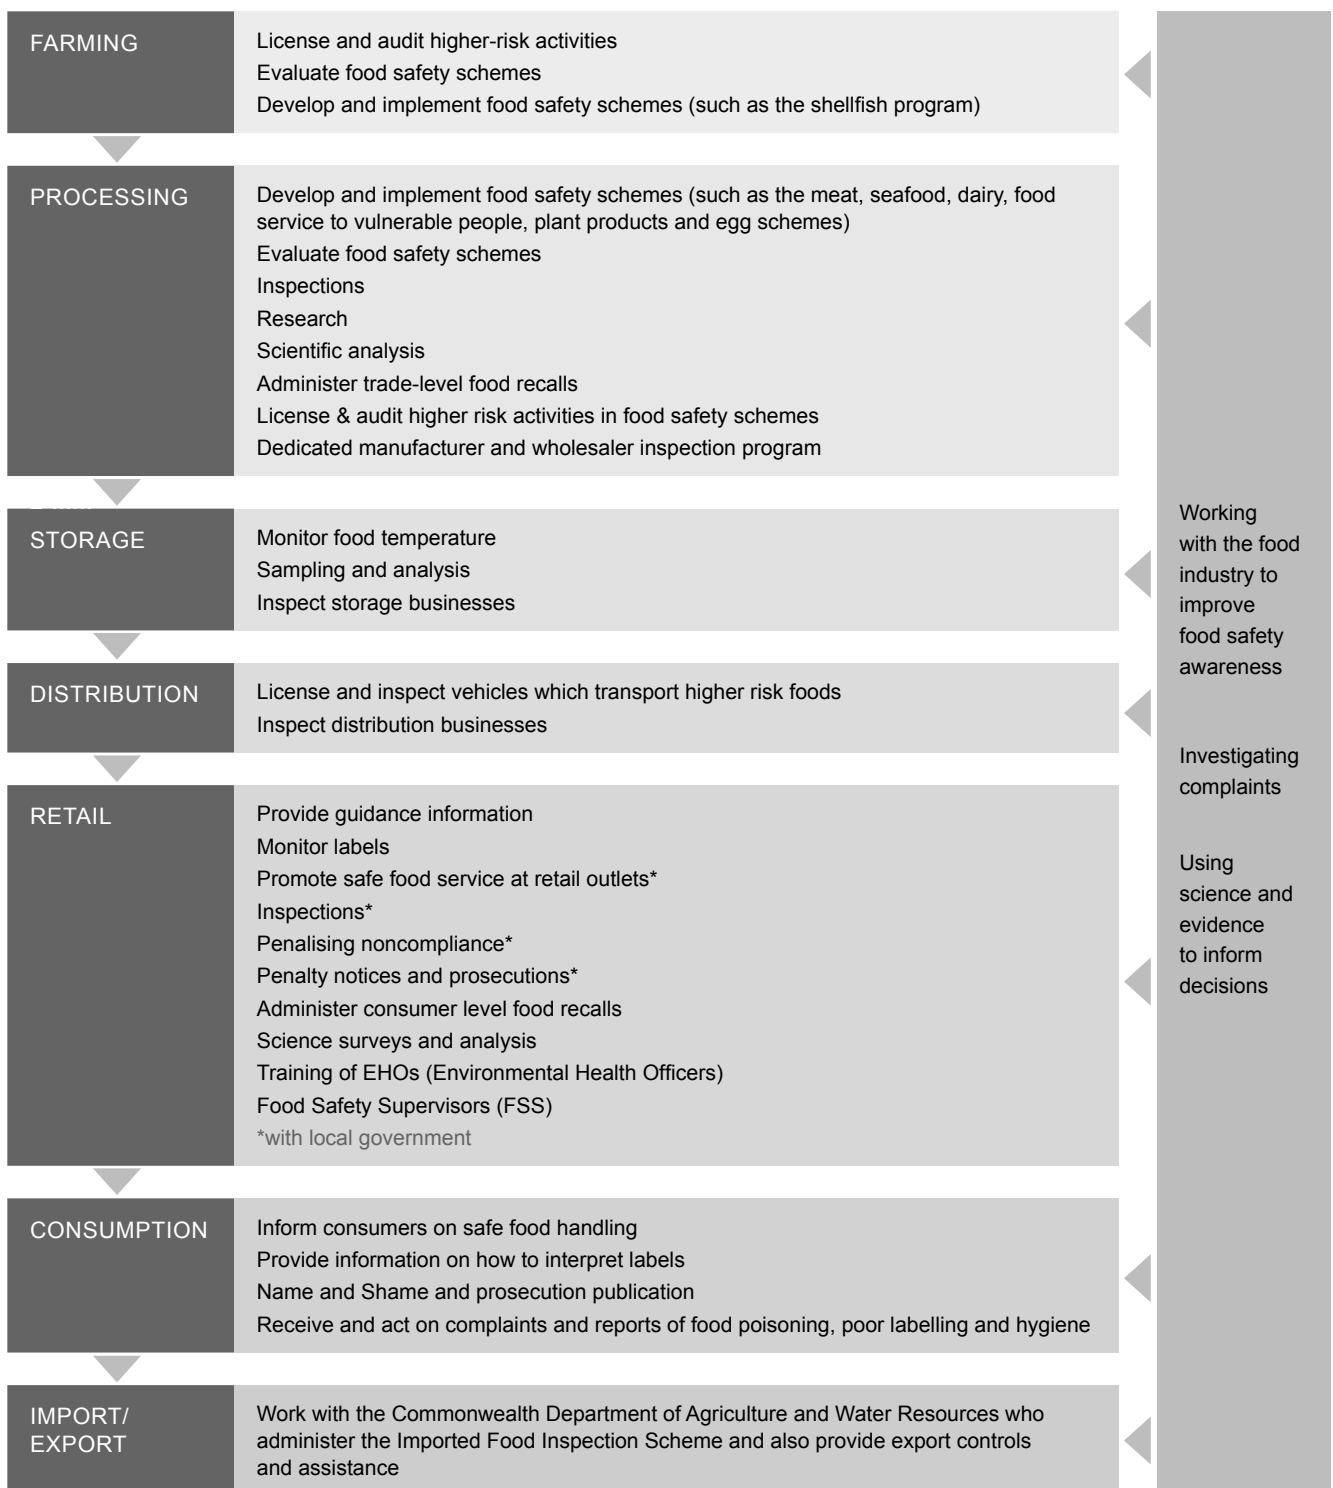 FARMING
License and audit higher-risk activities
Evaluate food safety schemes
Develop and implement food safety schemes (such as the shellfish program)
PROCESSING
Develop and implement food safety schemes (such as the meat, seafood, dairy, food
service to vulnerable people, plant products and egg schemes)
Evaluate food safety schemes
Inspections
Research
Scientific analysis
Administer trade-level food recalls
License & audit higher risk activities in food safety schemes
Dedicated manufacturer and wholesaler inspection program
STORAGE
Monitor food temperature
Sampling and analysis
Inspect storage businesses
DISTRIBUTION
License and inspect vehicles which transport higher risk foods
Inspect distribution businesses
RETAIL
Provide guidance information
Monitor labels
Promote safe food service at retail outlets*
Inspections*
Penalising noncompliance*
Penalty notices and prosecutions*
Administer consumer level food recalls
Science surveys and analysis
Training of EHOs (Environmental Health Officers)
Food Safety Supervisors (FSS)
*with local government
CONSUMPTION
Inform consumers on safe food handling
Provide information on how to interpret labels
Name and Shame and prosecution publication
Receive and act on complaints and reports of food poisoning, poor labelling and hygiene
IMPORT/
EXPORT
Work with the Commonwealth Department of Agriculture and Water Resources who
administer the Imported Food Inspection Scheme and also provide export controls
and assistance
Working
with the food
industry to
improve
food safety
awareness
Investigating
complaints
Using
science and
evidence
to inform
decisions